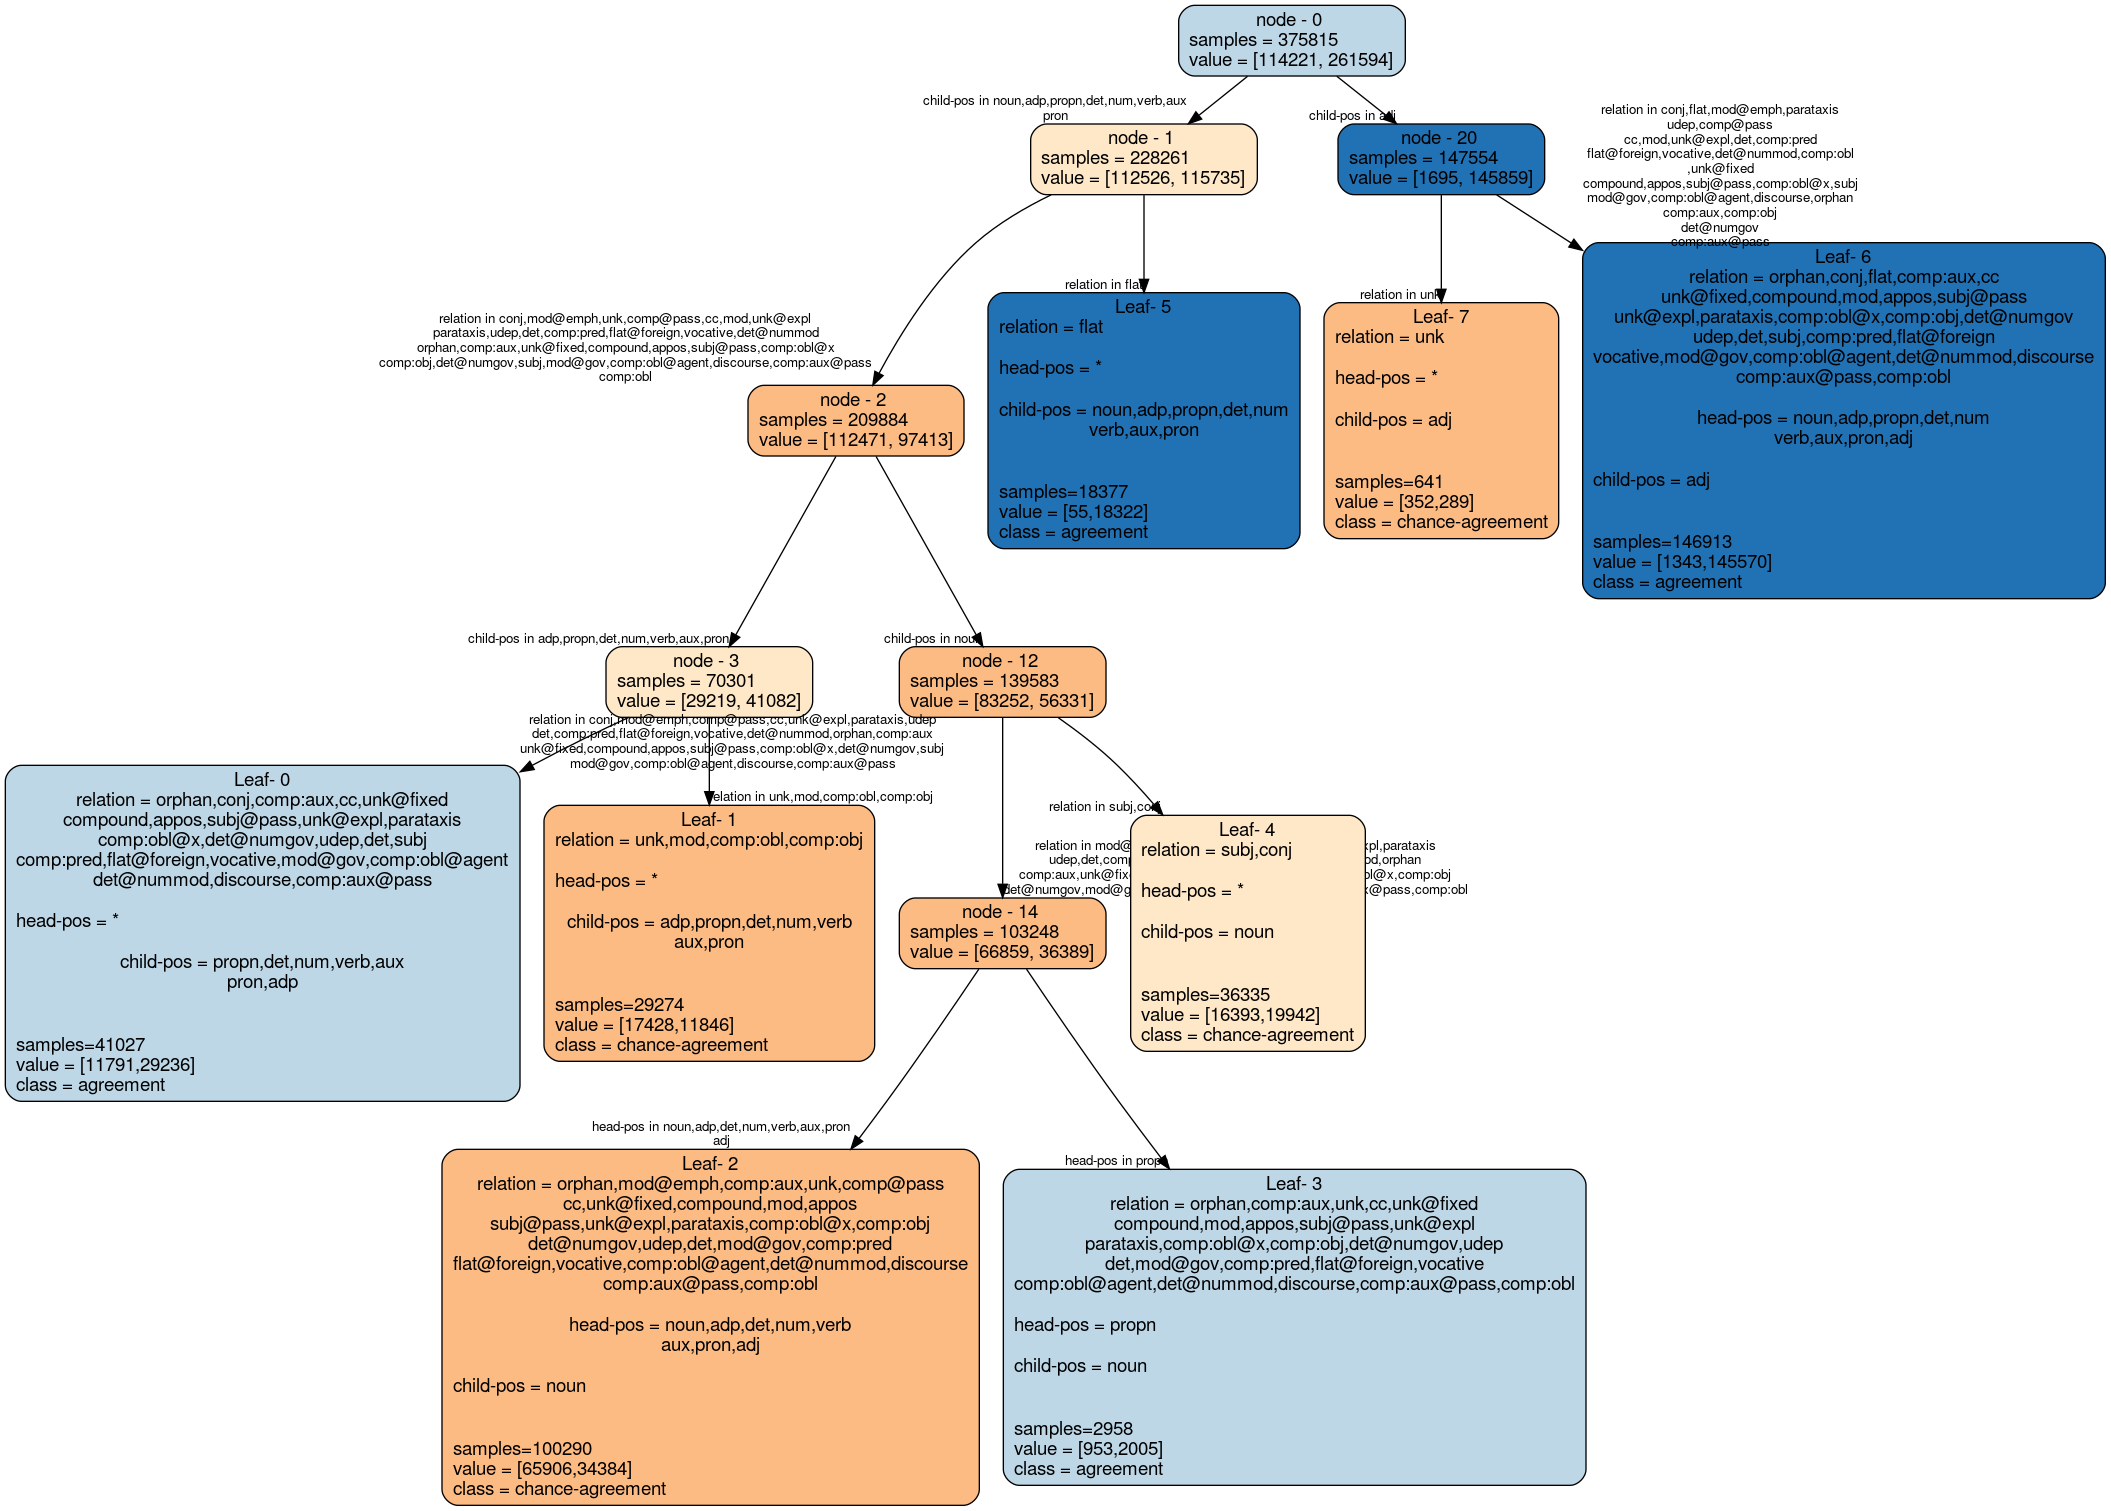 node - 0
samples = 375815
value = [114221, 261594]
child-pos in noun,adp,propn,det,num,verb,aux
pron
child-pos in adj
relation in conj,flat,mod@emph,parataxis
udep,comp@pass
cc,mod,unk@expl,det,comp:pred
flat@foreign,vocative,det@nummod,comp:obl
,unk@fixed
compound,appos,subj@pass,comp:obl@x,subj
mod@gov,comp:obl@agent,discourse,orphan
comp:aux,comp:obj
det@numgov
comp:aux@pass
node - 1
samples = 228261
value = [112526, 115735]
node - 20
samples = 147554
value = [1695, 145859]
relation in flat
relation in unk
Leaf- 5
relation = flat
head-pos = *
child-pos = noun,adp,propn,det,num
verb,aux,pron
samples=18377
value = [55,18322]
class = agreement
Leaf- 7
relation = unk
head-pos = *
child-pos = adj
samples=641
value = [352,289]
class = chance-agreement
Leaf- 6
relation = orphan,conj,flat,comp:aux,cc
unk@fixed,compound,mod,appos,subj@pass
unk@expl,parataxis,comp:obl@x,comp:obj,det@numgov
udep,det,subj,comp:pred,flat@foreign
vocative,mod@gov,comp:obl@agent,det@nummod,discourse
comp:aux@pass,comp:obl
head-pos = noun,adp,propn,det,num
verb,aux,pron,adj
child-pos = adj
samples=146913
value = [1343,145570]
class = agreement
relation in conj,mod@emph,unk,comp@pass,cc,mod,unk@expl
parataxis,udep,det,comp:pred,flat@foreign,vocative,det@nummod
orphan,comp:aux,unk@fixed,compound,appos,subj@pass,comp:obl@x
comp:obj,det@numgov,subj,mod@gov,comp:obl@agent,discourse,comp:aux@pass
comp:obl
node - 2
samples = 209884
value = [112471, 97413]
child-pos in adp,propn,det,num,verb,aux,pron
child-pos in noun
node - 3
samples = 70301
value = [29219, 41082]
node - 12
samples = 139583
value = [83252, 56331]
relation in conj,mod@emph,comp@pass,cc,unk@expl,parataxis,udep
det,comp:pred,flat@foreign,vocative,det@nummod,orphan,comp:aux
unk@fixed,compound,appos,subj@pass,comp:obl@x,det@numgov,subj
mod@gov,comp:obl@agent,discourse,comp:aux@pass
relation in unk,mod,comp:obl,comp:obj
relation in subj,conj
Leaf- 0
relation = orphan,conj,comp:aux,cc,unk@fixed
compound,appos,subj@pass,unk@expl,parataxis
comp:obl@x,det@numgov,udep,det,subj
comp:pred,flat@foreign,vocative,mod@gov,comp:obl@agent
det@nummod,discourse,comp:aux@pass
head-pos = *
child-pos = propn,det,num,verb,aux
pron,adp
samples=41027
value = [11791,29236]
class = agreement
Leaf- 1
relation = unk,mod,comp:obl,comp:obj
head-pos = *
child-pos = adp,propn,det,num,verb
aux,pron
samples=29274
value = [17428,11846]
class = chance-agreement
relation in parataxis
udep,det,orphan
comp:aux,comp:obj
comp:obl
Leaf- 4
relation = subj,conj
head-pos = *
child-pos = noun
samples=36335
value = [16393,19942]
class = chance-agreement
node - 14
samples = 103248
value = [66859, 36389]
head-pos in noun,adp,det,num,verb,aux,pron
adj
head-pos in propn
Leaf- 2
relation = orphan,mod@emph,comp:aux,unk,comp@pass
cc,unk@fixed,compound,mod,appos
subj@pass,unk@expl,parataxis,comp:obl@x,comp:obj
det@numgov,udep,det,mod@gov,comp:pred
flat@foreign,vocative,comp:obl@agent,det@nummod,discourse
comp:aux@pass,comp:obl
head-pos = noun,adp,det,num,verb
aux,pron,adj
child-pos = noun
samples=100290
value = [65906,34384]
class = chance-agreement
Leaf- 3
relation = orphan,comp:aux,unk,cc,unk@fixed
compound,mod,appos,subj@pass,unk@expl
parataxis,comp:obl@x,comp:obj,det@numgov,udep
det,mod@gov,comp:pred,flat@foreign,vocative
comp:obl@agent,det@nummod,discourse,comp:aux@pass,comp:obl
head-pos = propn
child-pos = noun
samples=2958
value = [953,2005]
class = agreement